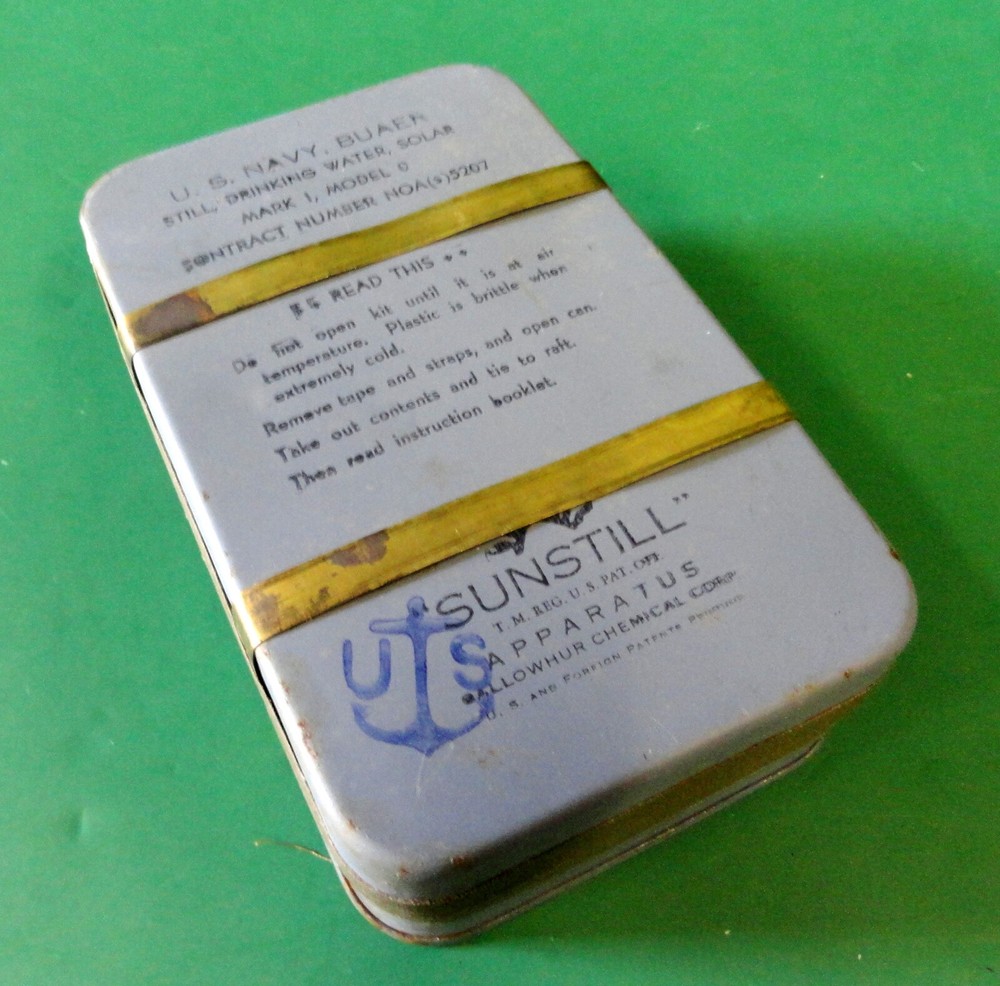 U. S. NAVY, BUAER
STILL, DRINKING WATER, SOLAR
MARK I, MODEL 0
CONTRACT NUMBER NOA(s)5267
READ THIS
Do not open kit until it is at air
temperature. Plastic is brittle when
extremely cold.
Remove tape and straps, and open can.
Take out contents and tie to raft.
Then read instruction booklet.
"SUNSTILL"
T. M. REG. U. S. PAT. OFF.
APPARATUS
GALLOWHUR CHEMICAL CORP
U. S. AND FOREIGN PATENTS PENDING
U S